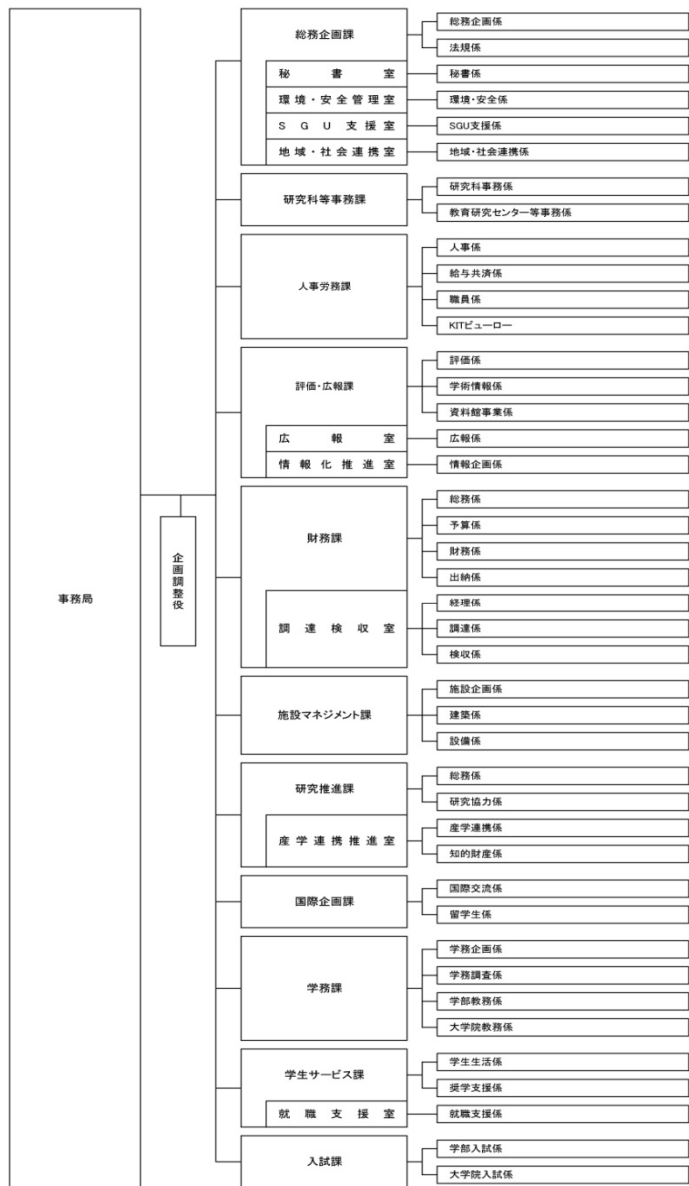 事務局
企画調整役
総務企画課
総務企画係
法規係
秘書室
秘書係
環境・安全管理室
環境・安全係
SGU支援室
SGU支援係
地域・社会連携室
地域・社会連携係
研究科等事務課
研究科事務係
教育研究センター等事務係
人事労務課
人事係
給与共済係
職員係
KITビューロー
評価・広報課
評価係
学術情報係
資料館事業係
広報室
広報係
情報化推進室
情報企画係
財務課
総務係
予算係
財務係
出納係
調達検収室
経理係
調達係
検収係
施設マネジメント課
施設企画係
建築係
設備係
研究推進課
総務係
研究協力係
産学連携推進室
産学連携係
知的財産係
国際企画課
国際交流係
留学生係
学務課
学務企画係
学務調査係
学部教務係
大学院教務係
学生サービス課
学生生活係
奨学支援係
就職支援室
就職支援係
入試課
学部入試係
大学院入試係